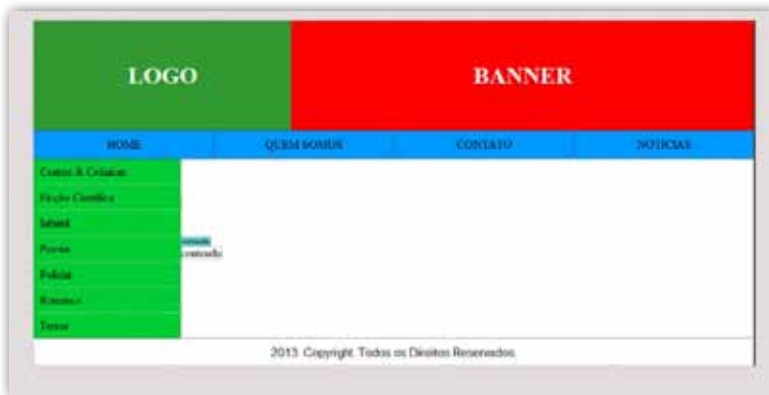 LOGO BANNER
HOME QUEM SOMOS CONTATO NOTICIAS
Contos & Crônicas
Ficção Científica
Infantil
Poesia
Policial
Romance
Terror
2013. Copyright. Todos os Direitos Reservados.